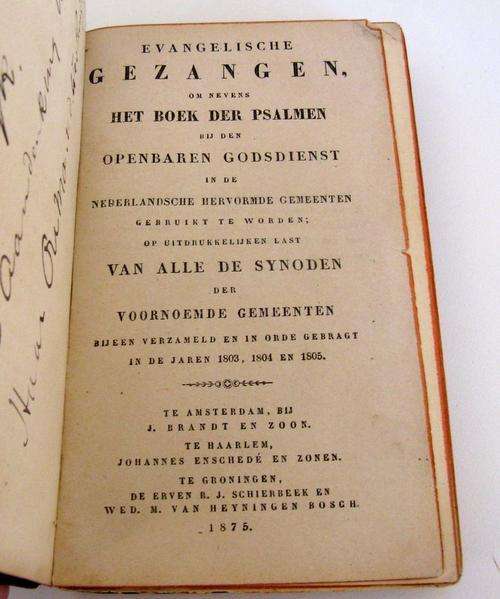 EVANGELISCHE
GEZANGEN,
OM NEVENS
HET BOEK DER PSALMEN
BIJ DEN
OPENBAREN GODSDIENST
IN DE
NEDERLANDSCHE HERVORMDE GEMEENTEN
GEBRUIKT TE WORDEN;
OP UITDRUKKELIJKEN LAST
VAN ALLE DE SYNODEN
DER
VOORNOEMDE GEMEENTEN
BIJEEN VERZAMELD EN IN ORDE GEBRAGT
IN DE JAREN 1803, 1804 EN 1805.
TE AMSTERDAM, BIJ
J. BRANDT EN ZOON.
TE HAARLEM,
JOHANNES ENSCHEDÉ EN ZONEN.
TE GRONINGEN,
DE ERVEN R. J. SCHIERBEEK EN
WED. M. VAN HEYNINGEN BOSCH.
1875.